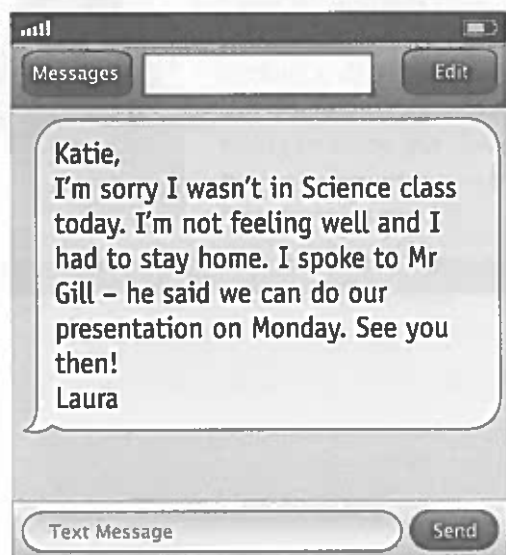 Messages
Edit
Katie,
I'm sorry I wasn't in Science class
today. I'm not feeling well and I
had to stay home. I spoke to Mr
Gill – he said we can do our
presentation on Monday. See you
then!
Laura
Text Message
Send